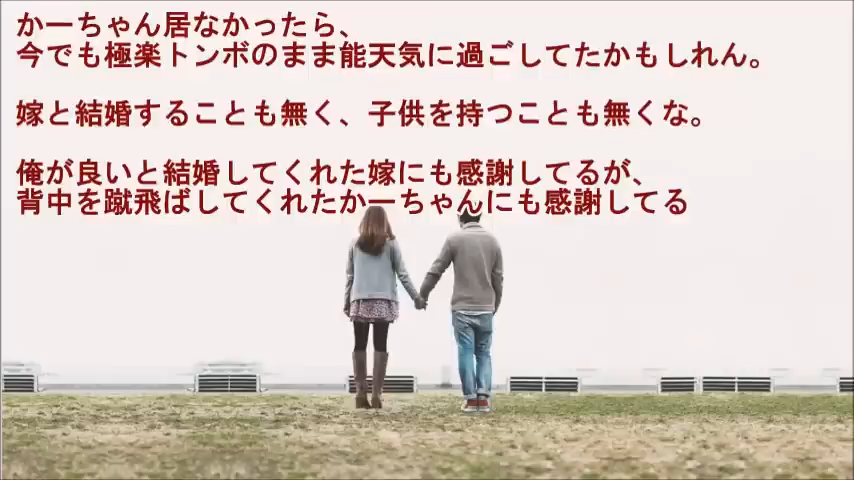 かーちゃん居なかったら、
今でも極楽トンボのまま能天気に過ごしてたかもしれん。
嫁と結婚することも無く、子供を持つことも無くな。
俺が良いと結婚してくれた嫁にも感謝してるが、
背中を蹴飛ばしてくれたかーちゃんにも感謝してる